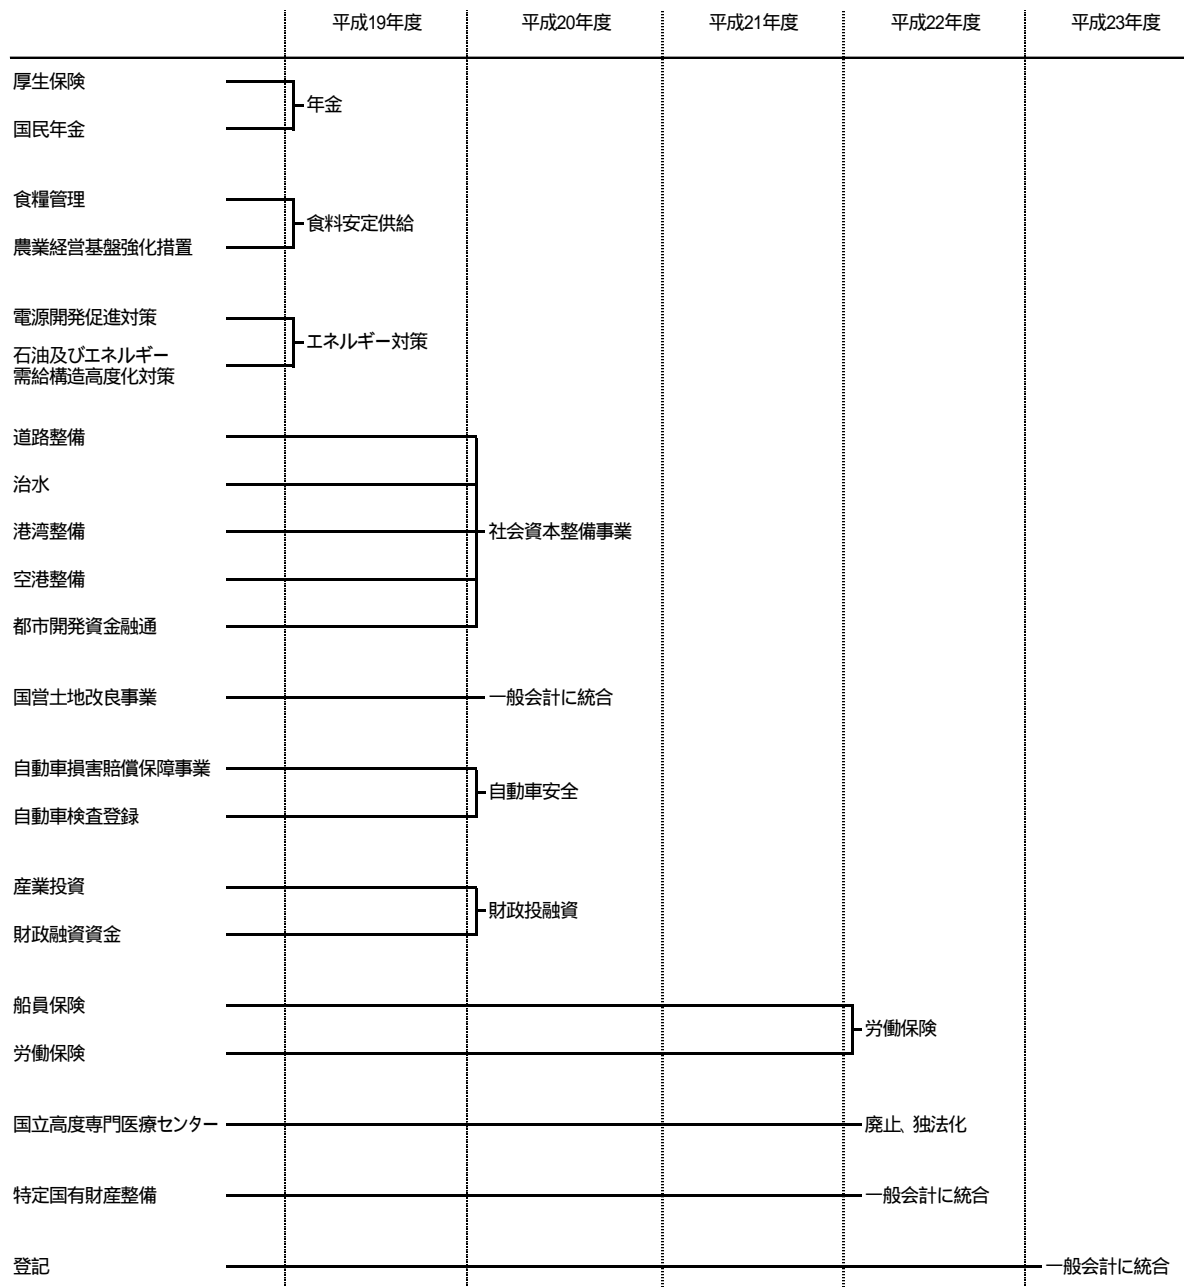 平成19年度 平成20年度 平成21年度 平成22年度 平成23年度
厚生保険
年金
国民年金
食糧管理
食料安定供給
農業経営基盤強化措置
電源開発促進対策
エネルギー対策
石油及びエネルギー
需給構造高度化対策
道路整備
治水
港湾整備 社会資本整備事業
空港整備
都市開発資金融通
国営土地改良事業 一般会計に統合
自動車損害賠償保障事業
自動車安全
自動車検査登録
産業投資
財政投融資
財政融資資金
船員保険
労働保険
労働保険
国立高度専門医療センター 廃止、独法化
特定国有財産整備 一般会計に統合
登記 一般会計に統合